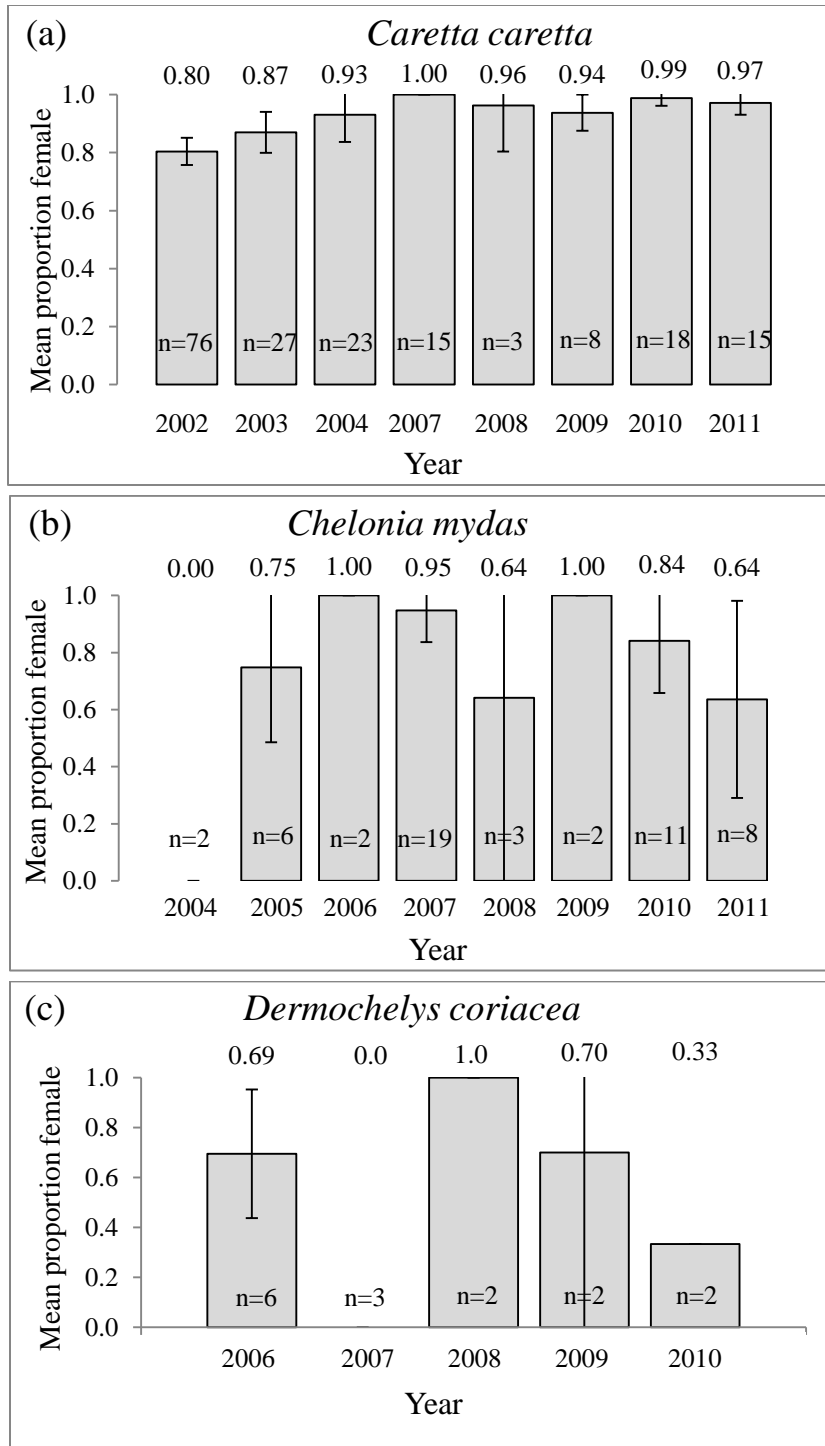 (a) Caretta caretta
0.80 0.87 0.93 1.00 0.96 0.94 0.99 0.97
Mean proportion female
1.0
0.8
0.6
0.4
0.2
0.0
n=76 n=27 n=23 n=15 n=3 n=8 n=18 n=15
2002 2003 2004 2007 2008 2009 2010 2011
Year
(b) Chelonia mydas
0.00 0.75 1.00 0.95 0.64 1.00 0.84 0.64
Mean proportion female
1.0
0.8
0.6
0.4
0.2
0.0
n=2 n=6 n=2 n=19 n=3 n=2 n=11 n=8
2004 2005 2006 2007 2008 2009 2010 2011
Year
(c) Dermochelys coriacea
0.69 0.0 1.0 0.70 0.33
Mean proportion female
1.0
0.8
0.6
0.4
0.2
0.0
n=6 n=3 n=2 n=2 n=2
2006 2007 2008 2009 2010
Year